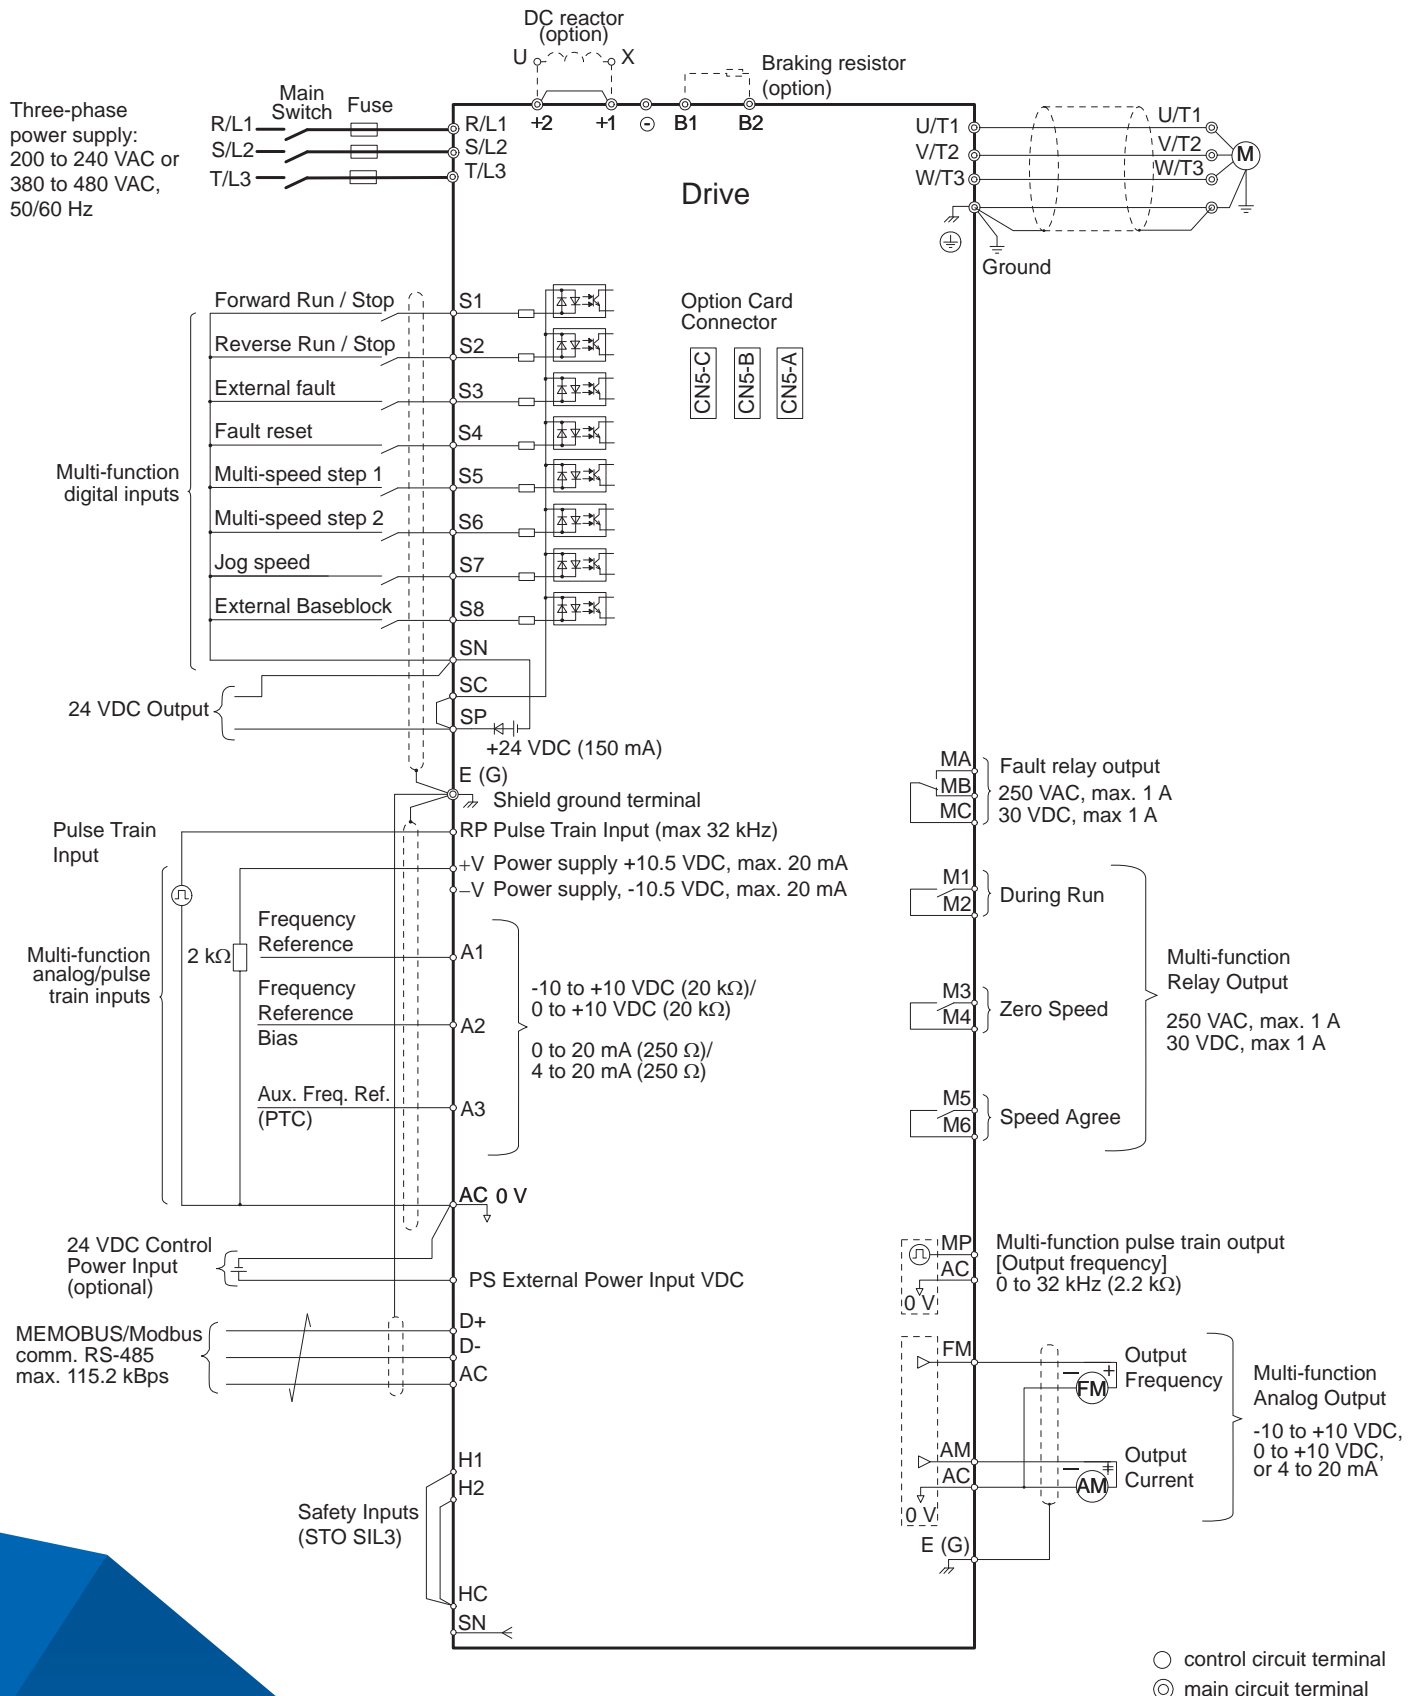 DC reactor
(option)
U
X
Braking resistor
(option)
Three-phase
power supply:
200 to 240 VAC or
380 to 480 VAC,
50/60 Hz
Main
Switch
Fuse
R/L1
S/L2
T/L3
R/L1
S/L2
T/L3
+2
+1
-
B1
B2
Drive
U/T1
V/T2
W/T3
U/T1
V/T2
W/T3
M
Ground
Option Card
Connector
CN5-C
CN5-B
CN5-A
Multi-function
digital inputs
Forward Run / Stop
S1
Reverse Run / Stop
S2
External fault
S3
Fault reset
S4
Multi-speed step 1
S5
Multi-speed step 2
S6
Jog speed
S7
External Baseblock
S8
SN
SC
SP
24 VDC Output
+24 VDC (150 mA)
E (G)
Shield ground terminal
Pulse Train
Input
RP Pulse Train Input (max 32 kHz)
+V Power supply +10.5 VDC, max. 20 mA
–V Power supply, -10.5 VDC, max. 20 mA
Multi-function
analog/pulse
train inputs
2 kΩ
Frequency
Reference
A1
Frequency
Reference
Bias
A2
Aux. Freq. Ref.
(PTC)
A3
-10 to +10 VDC (20 kΩ)/
0 to +10 VDC (20 kΩ)
0 to 20 mA (250 Ω)/
4 to 20 mA (250 Ω)
AC 0 V
24 VDC Control
Power Input
(optional)
PS External Power Input VDC
MEMOBUS/Modbus
comm. RS-485
max. 115.2 kBps
D+
D-
AC
H1
H2
Safety Inputs
(STO SIL3)
HC
SN
MA
MB
MC
Fault relay output
250 VAC, max. 1 A
30 VDC, max 1 A
M1
M2
During Run
M3
M4
Zero Speed
M5
M6
Speed Agree
Multi-function
Relay Output
250 VAC, max. 1 A
30 VDC, max 1 A
MP
AC
0 V
Multi-function pulse train output
[Output frequency]
0 to 32 kHz (2.2 kΩ)
FM
– +
FM
Output
Frequency
AM
AC
0 V
– +
AM
Output
Current
E (G)
Multi-function
Analog Output
-10 to +10 VDC,
0 to +10 VDC,
or 4 to 20 mA
control circuit terminal
main circuit terminal